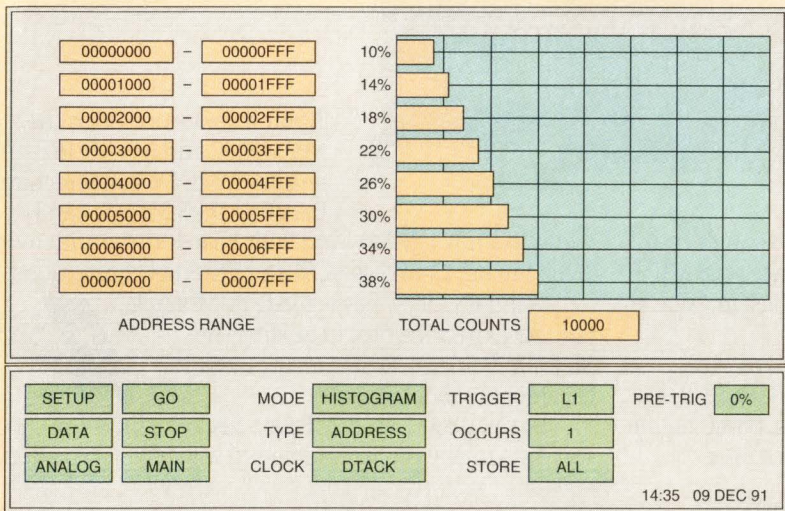 00000000 – 00000FFF 10%
00001000 – 00001FFF 14%
00002000 – 00002FFF 18%
00003000 – 00003FFF 22%
00004000 – 00004FFF 26%
00005000 – 00005FFF 30%
00006000 – 00006FFF 34%
00007000 – 00007FFF 38%
ADDRESS RANGE TOTAL COUNTS 10000
SETUP GO MODE HISTOGRAM TRIGGER L1 PRE-TRIG 0%
DATA STOP TYPE ADDRESS OCCURS 1
ANALOG MAIN CLOCK DTACK STORE ALL
14:35 09 DEC 91